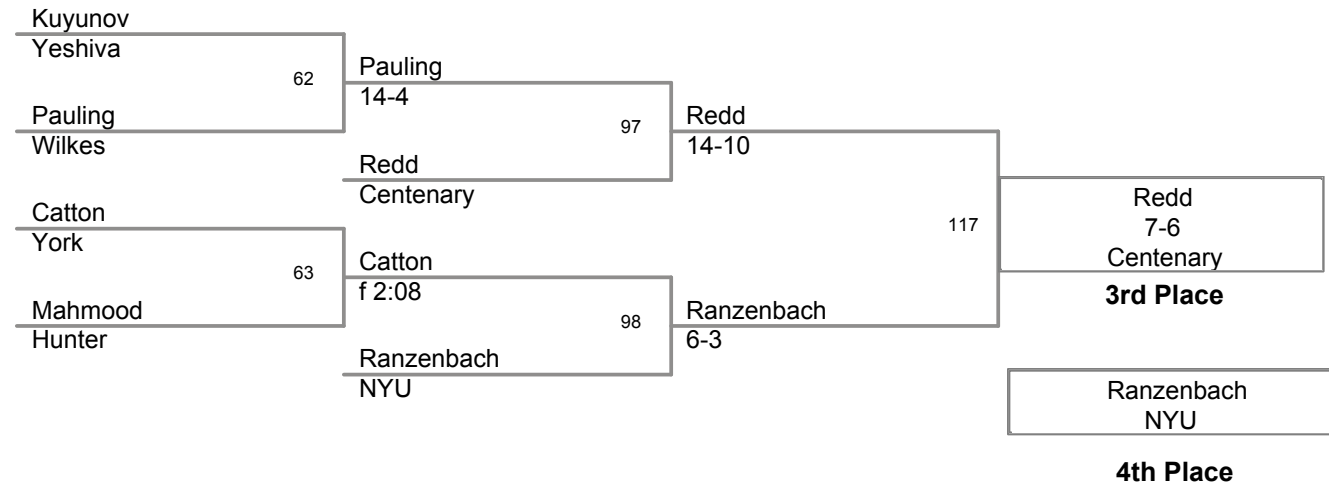 Kuyunov
Yeshiva
62
Pauling
14-4
Pauling
Wilkes
97
Redd
14-10
Redd
Centenary
Catton
York
117
Redd
7-6
Centenary
3rd Place
63
Catton
f 2:08
Mahmood
Hunter
98
Ranzenbach
6-3
Ranzenbach
NYU
Ranzenbach
NYU
4th Place